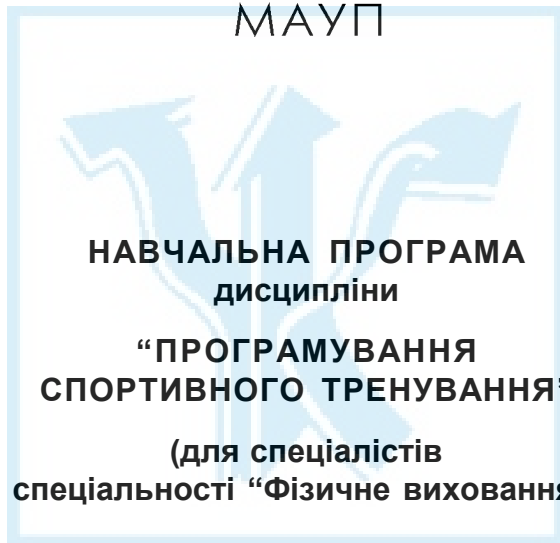 МАУП
НАВЧАЛЬНА ПРОГРАМА
дисципліни
“ПРОГРАМУВАННЯ
СПОРТИВНОГО ТРЕНУВАННЯ”
(для спеціалістів
спеціальності “Фізичне виховання